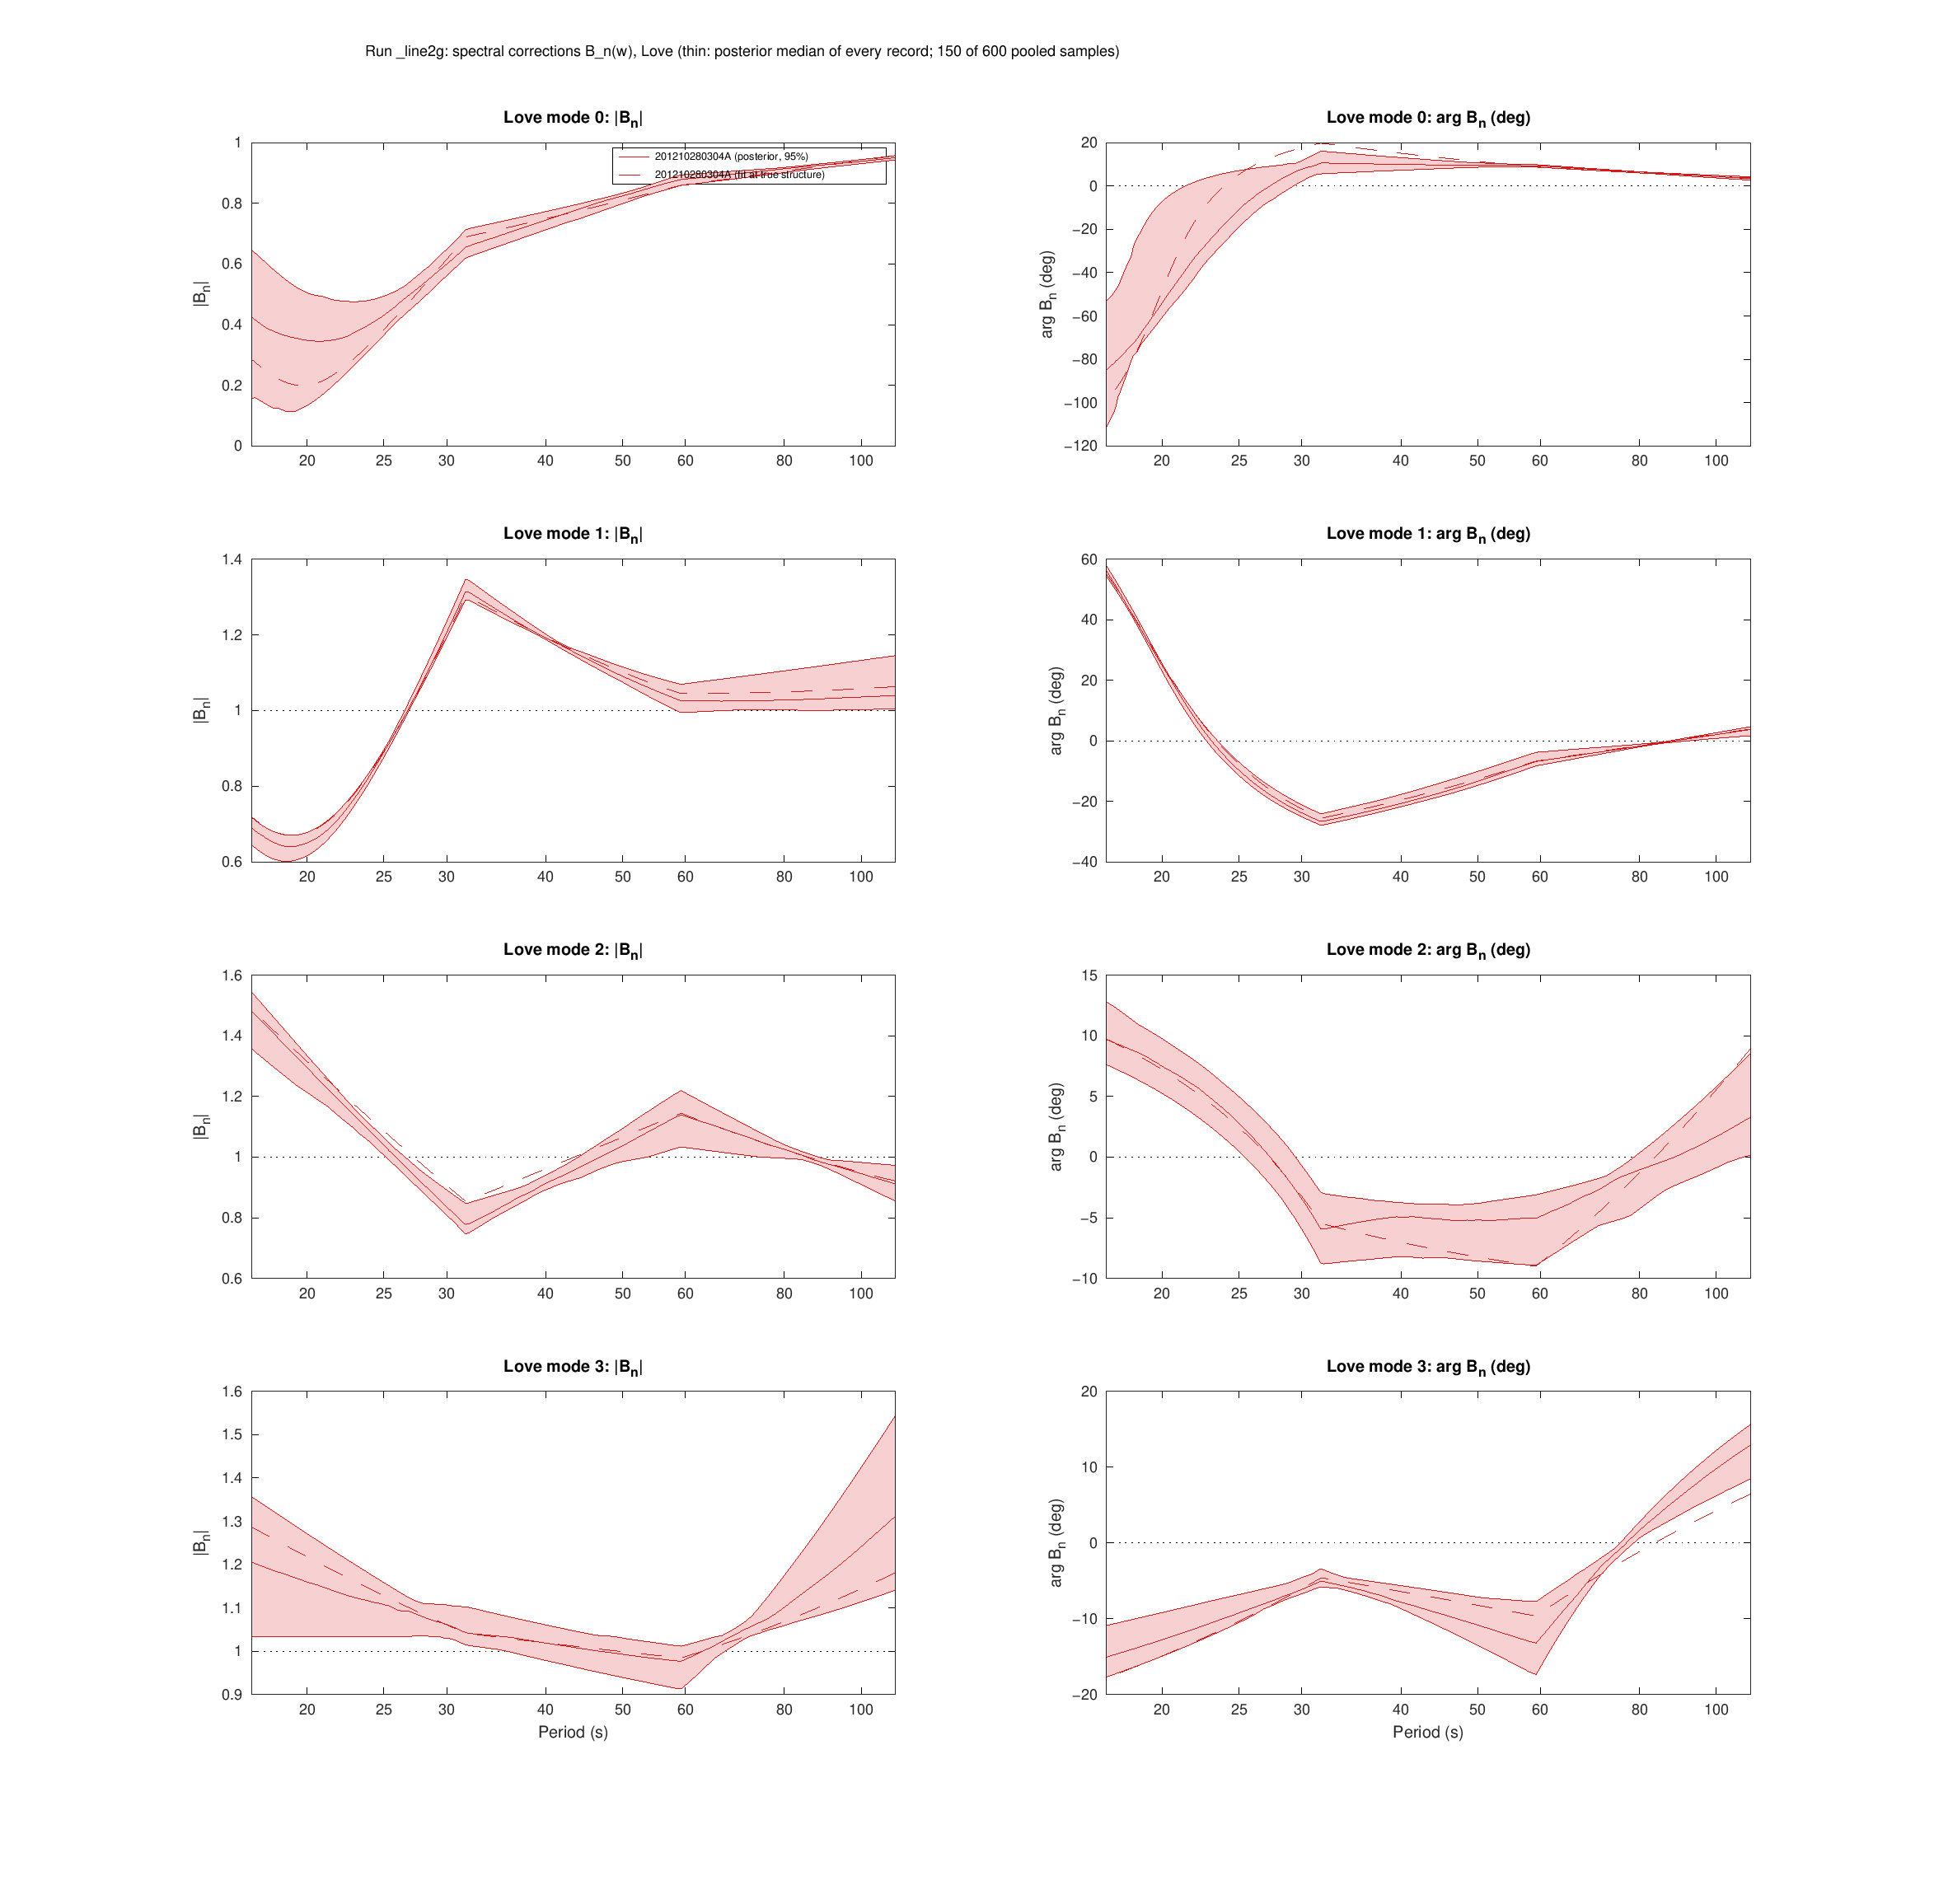 Run _line2g: spectral corrections B_n(w), Love (thin: posterior median of every record; 150 of 600 pooled samples)
Love mode 0: |Bn|
Love mode 0: arg Bn (deg)
201210280304A (posterior, 95%)
201210280304A (fit at true structure)
|Bn|
1
0.8
0.6
0.4
0.2
0
20 25 30 40 50 60 80 100
arg Bn (deg)
20
0
−20
−40
−60
−80
−100
−120
20 25 30 40 50 60 80 100
Love mode 1: |Bn|
Love mode 1: arg Bn (deg)
|Bn|
1.4
1.2
1
0.8
0.6
20 25 30 40 50 60 80 100
arg Bn (deg)
60
40
20
0
−20
−40
20 25 30 40 50 60 80 100
Love mode 2: |Bn|
Love mode 2: arg Bn (deg)
|Bn|
1.6
1.4
1.2
1
0.8
0.6
20 25 30 40 50 60 80 100
arg Bn (deg)
15
10
5
0
−5
−10
20 25 30 40 50 60 80 100
Love mode 3: |Bn|
Love mode 3: arg Bn (deg)
|Bn|
1.6
1.5
1.4
1.3
1.2
1.1
1
0.9
20 25 30 40 50 60 80 100
Period (s)
arg Bn (deg)
20
10
0
−10
−20
20 25 30 40 50 60 80 100
Period (s)